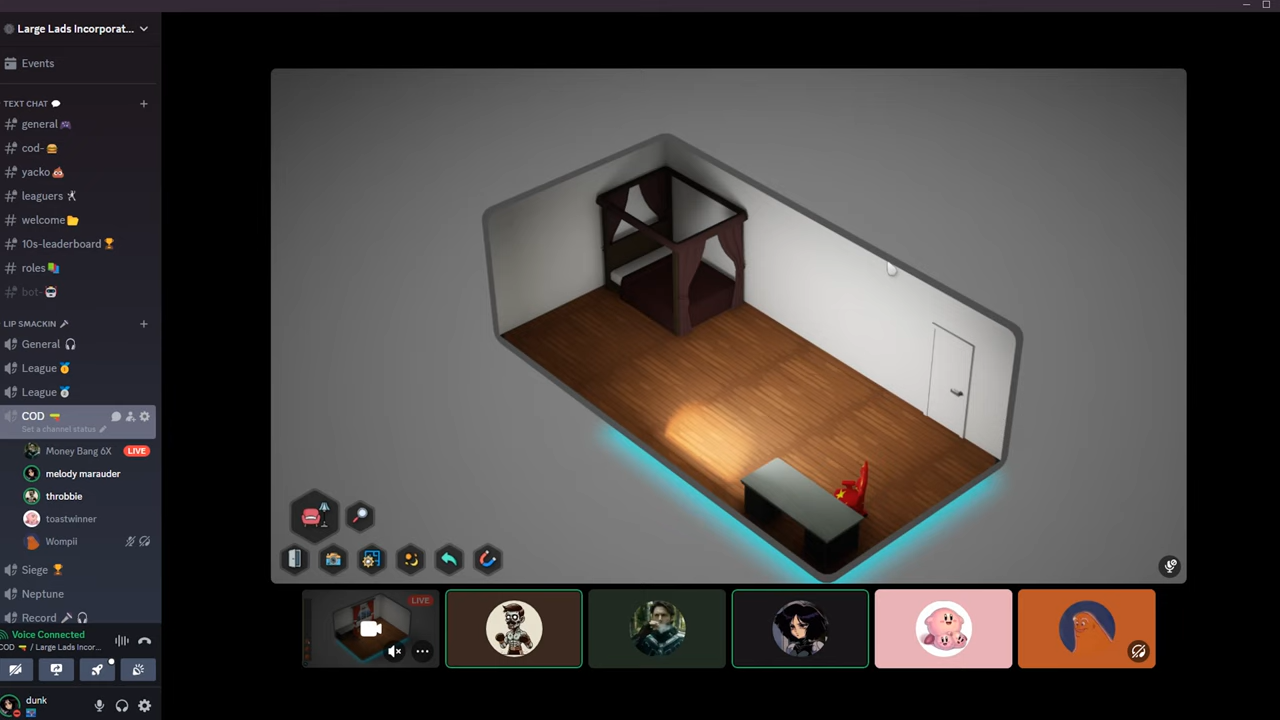 Large Lads Incorporat...
Events
TEXT CHAT
general
cod-
yacko
leaguers
welcome
10s-leaderboard
roles
bot-
LIP SMACKIN
General
League
League
COD
Set a channel status
Money Bang 6X LIVE
melody marauder
throbbie
toastwinner
Wompii
Siege
Neptune
Record
Voice Connected
COD / Large Lads Incor...
dunk
LIVE